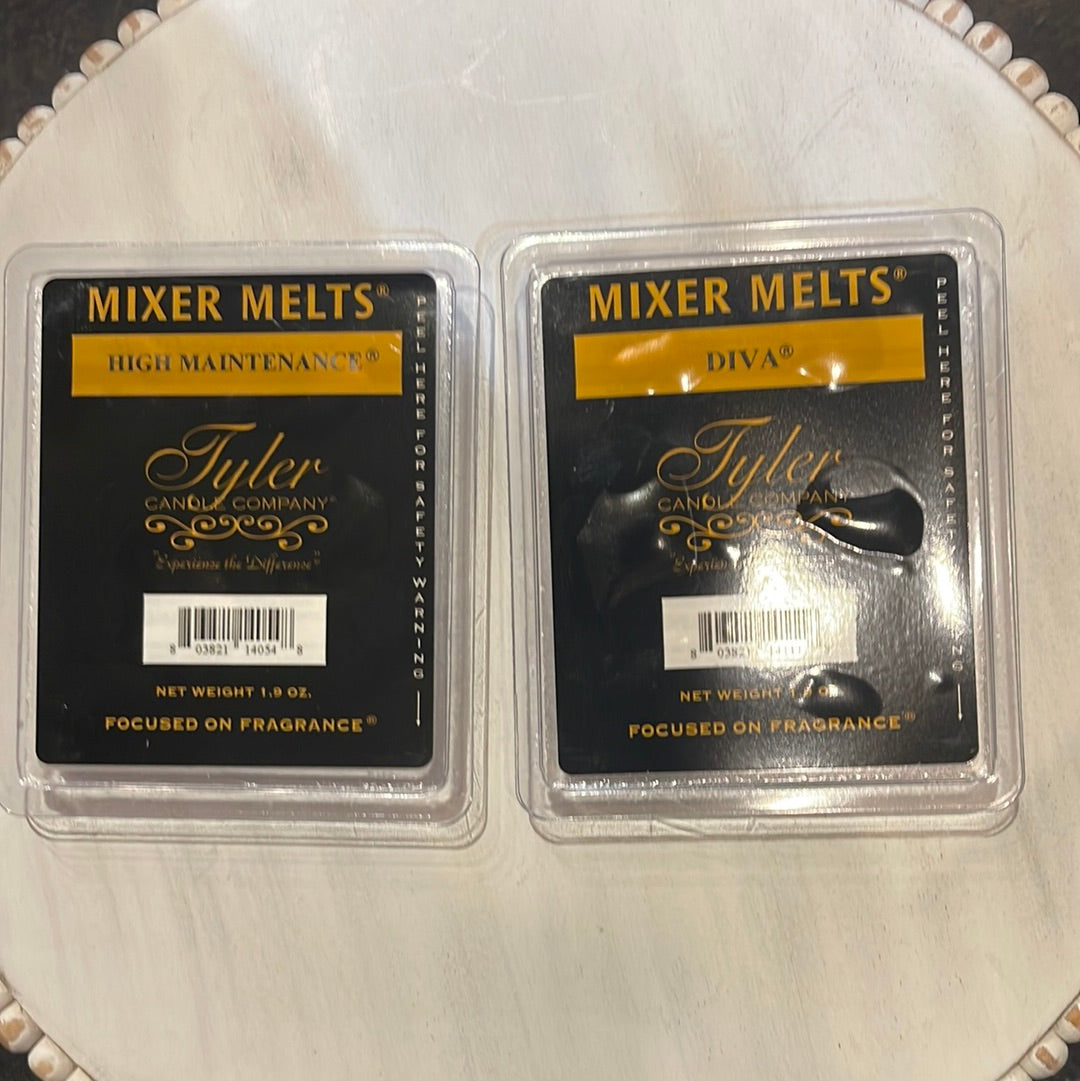 MIXER MELTS®
HIGH MAINTENANCE®
Tyler
CANDLE COMPANY®
"Experience the Difference"
8 03821 14054 8
NET WEIGHT 1.9 OZ.
FOCUSED ON FRAGRANCE®
PEEL HERE FOR SAFETY WARNING
MIXER MELTS®
DIVA®
Tyler
CANDLE COMPANY
8
NET WEIGHT
FOCUSED ON FRAGRANCE®
PEEL HERE FOR